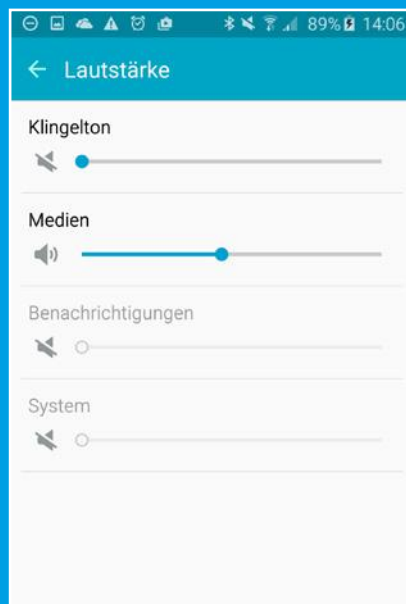 89% 14:06
Lautstärke
Klingelton
Medien
Benachrichtigungen
System